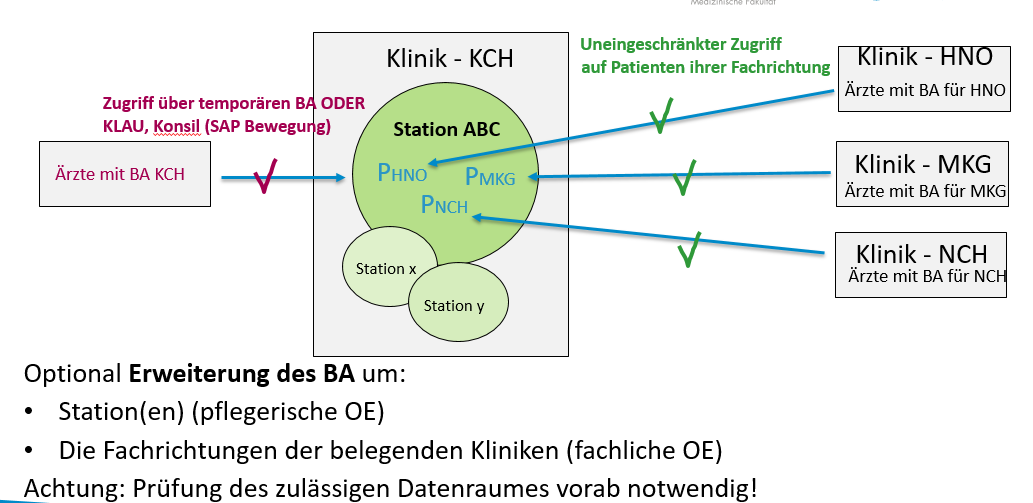 Medizinische Fakultät
Klinik - KCH
Uneingeschränkter Zugriff
auf Patienten ihrer Fachrichtung
Klinik - HNO
Ärzte mit BA für HNO
Zugriff über temporären BA ODER
KLAU, Konsil (SAP Bewegung)
Station ABC
Ärzte mit BA KCH
PHNO
PMKG
PNCH
Klinik - MKG
Ärzte mit BA für MKG
Klinik - NCH
Ärzte mit BA für NCH
Station x
Station y
Optional Erweiterung des BA um:
• Station(en) (pflegerische OE)
• Die Fachrichtungen der belegenden Kliniken (fachliche OE)
Achtung: Prüfung des zulässigen Datenraumes vorab notwendig!